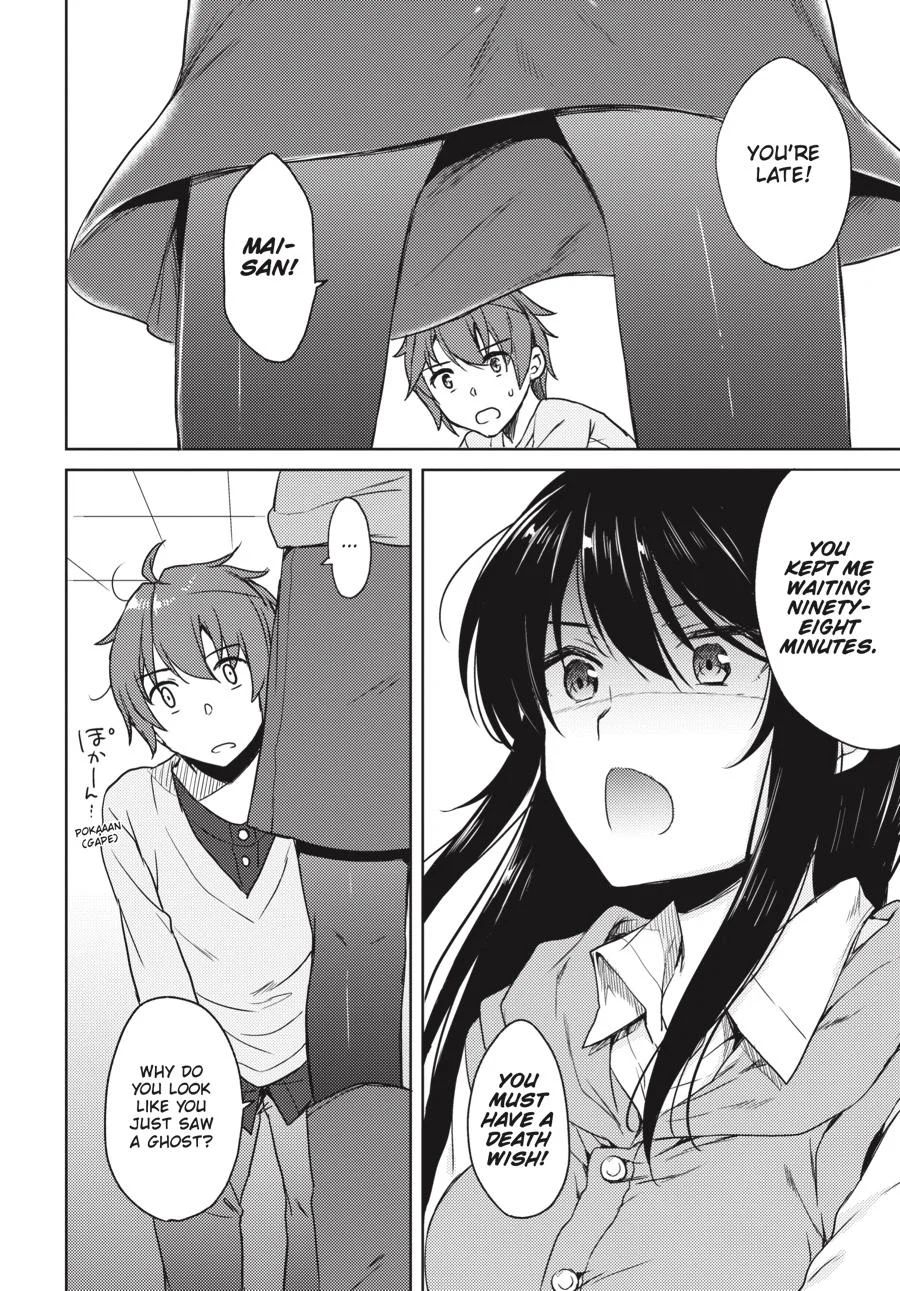 YOU'RE
LATE!
MAI-
SAN!
YOU
KEPT ME
WAITING
NINETY-
EIGHT
MINUTES.
YOU
MUST
HAVE A
DEATH
WISH!
...
ぽかーん…
POKAAAN
(GAPE)
WHY DO
YOU LOOK
LIKE YOU
JUST SAW
A GHOST?